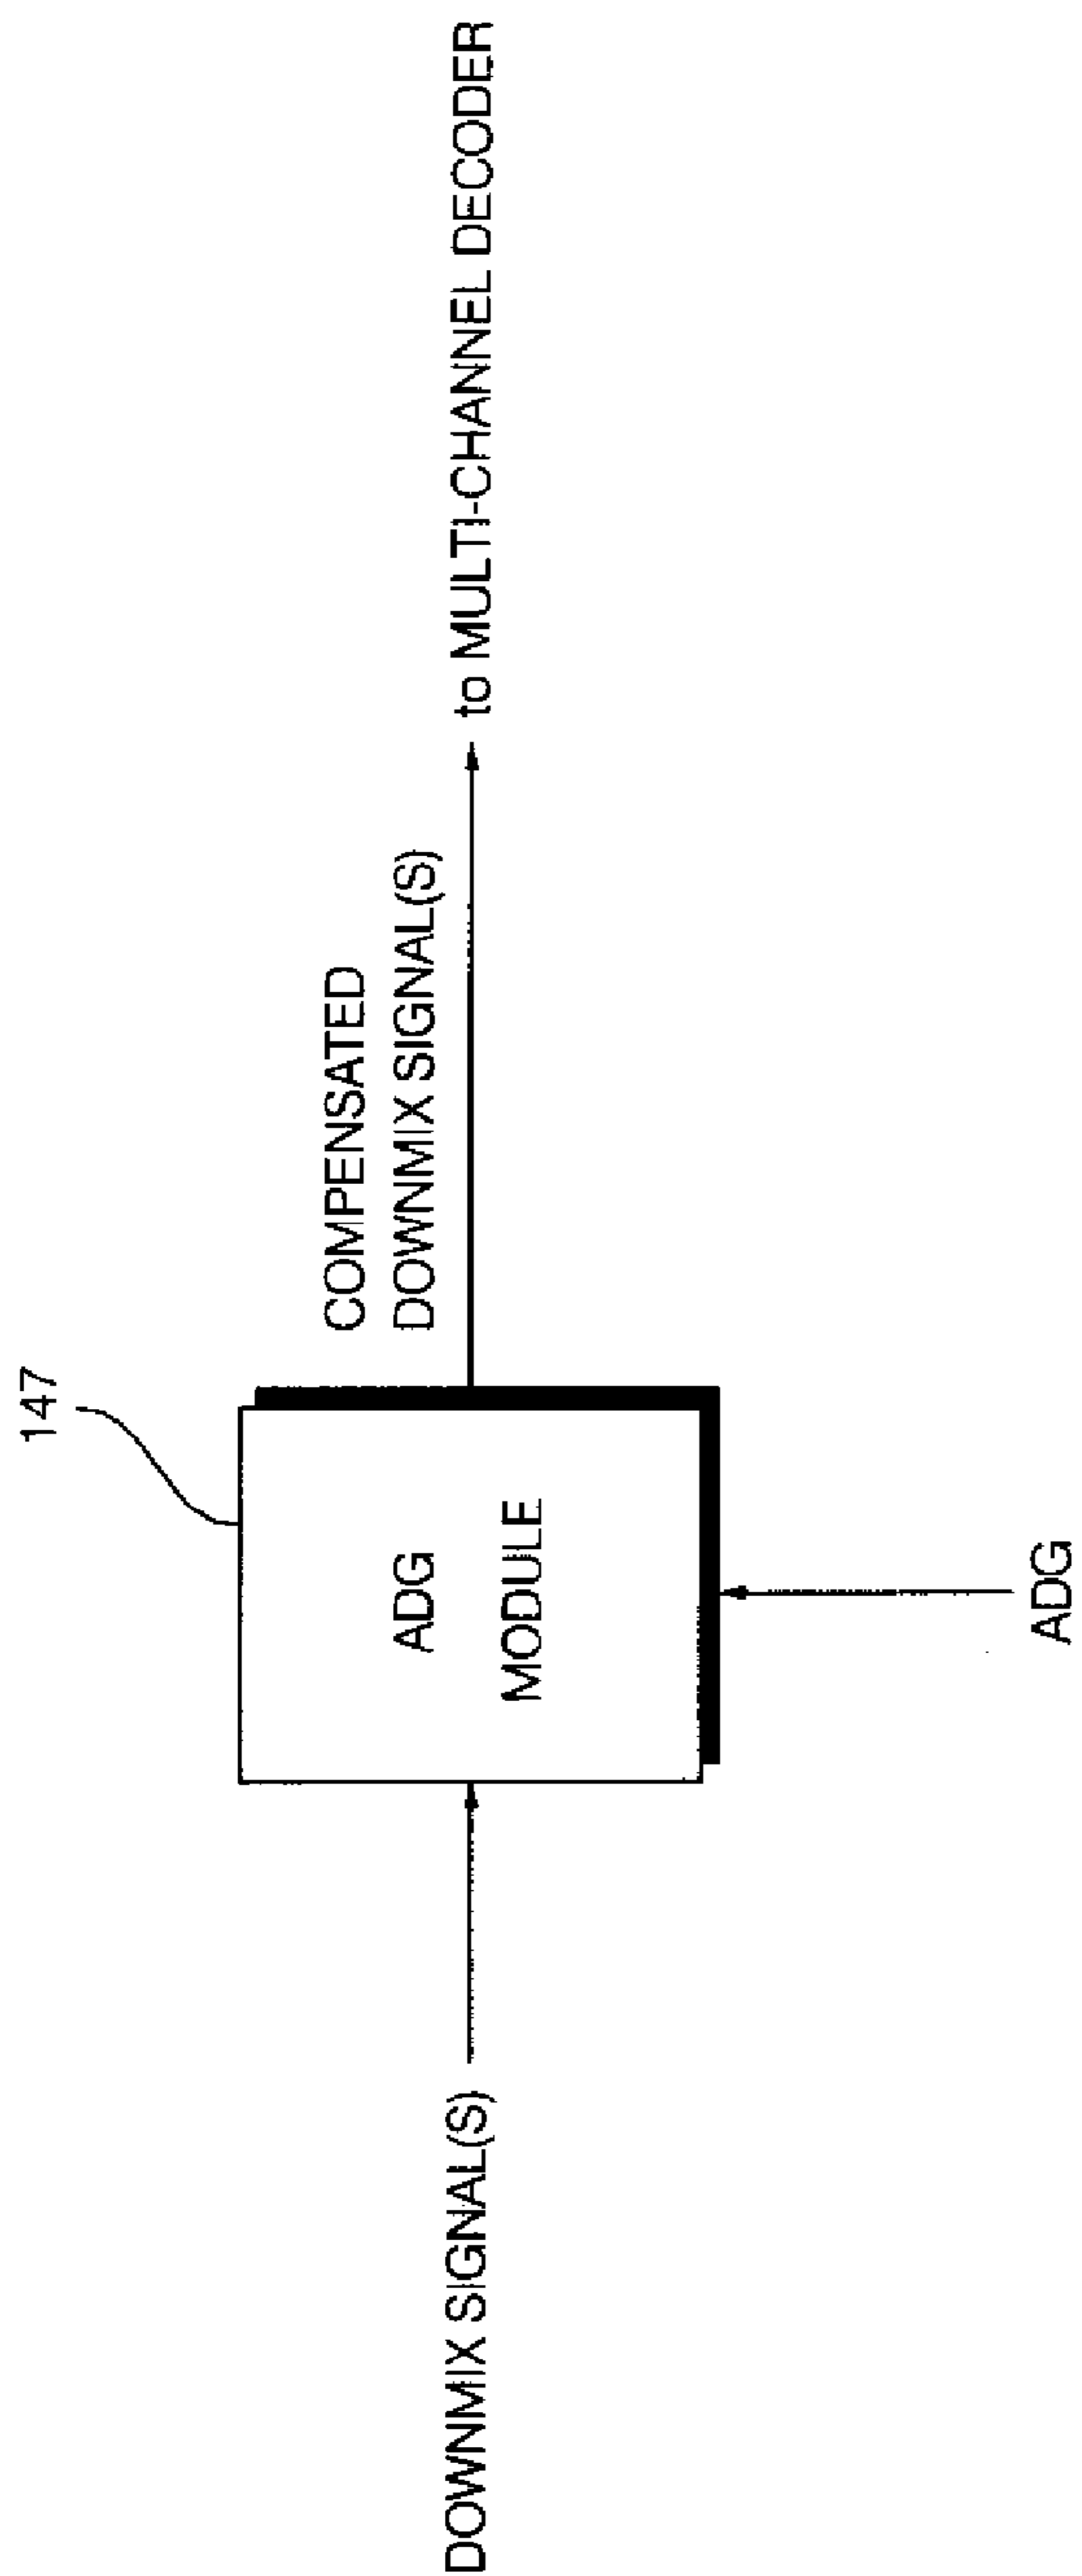 147
COMPENSATED
DOWNMIX SIGNAL(S)
DOWNMIX SIGNAL(S)
ADG
MODULE
to MULTI-CHANNEL DECODER
ADG